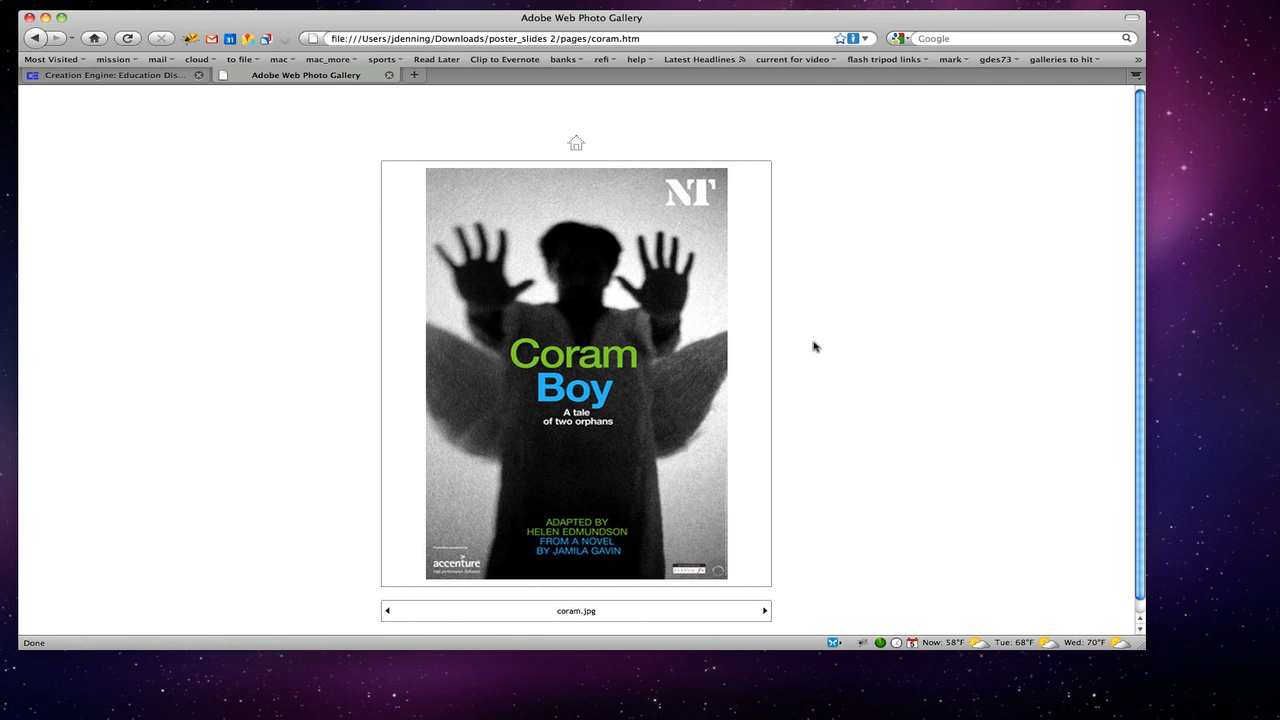 Adobe Web Photo Gallery
file:///Users/jdenning/Downloads/poster_slides 2/pages/coram.htm
Google
Most Visited mission mail cloud to file mac mac_more sports Read Later Clip to Evernote banks refi help Latest Headlines current for video flash tripod links mark gdes73 galleries to hit »
Creation Engine: Education Dis... Adobe Web Photo Gallery +
NT
Coram
Boy
A tale
of two orphans
ADAPTED BY
HELEN EDMUNDSON
FROM A NOVEL
BY JAMILA GAVIN
accenture
coram.jpg
Done Now: 58°F Tue: 68°F Wed: 70°F